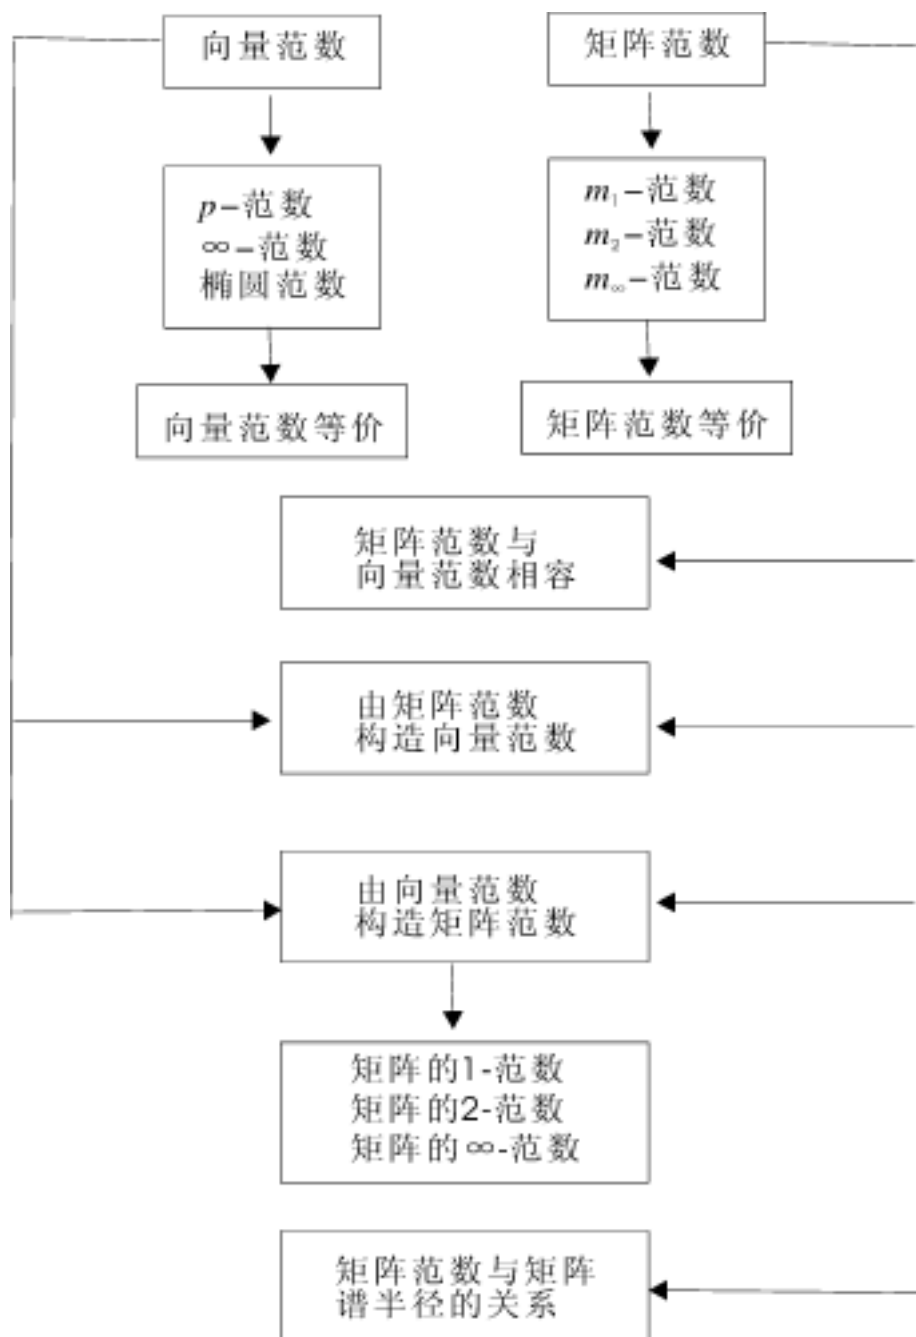 向量范数
矩阵范数
p-范数
∞-范数
椭圆范数
m₁-范数
m₂-范数
m∞-范数
向量范数等价
矩阵范数等价
矩阵范数与
向量范数相容
由矩阵范数
构造向量范数
由向量范数
构造矩阵范数
矩阵的1-范数
矩阵的2-范数
矩阵的∞-范数
矩阵范数与矩阵
谱半径的关系